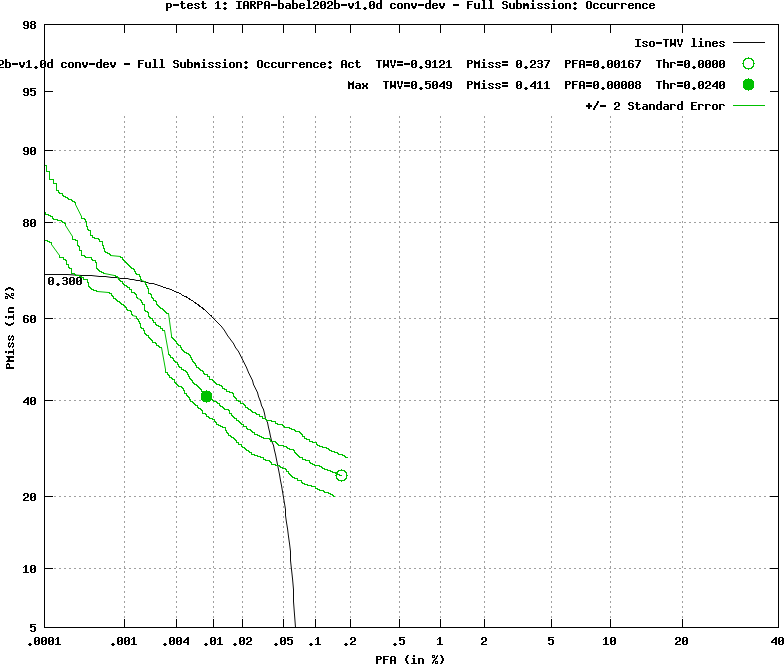 p-test 1: IARPA-babel202b-v1.0d conv-dev - Full Submission: Occurrence
98
Iso-TWV lines
2b-v1.0d conv-dev - Full Submission: Occurrence: Act TWV=-0.9121 PMiss= 0.237 PFA=0.00167 Thr=0.0000
Max TWV=0.5049 PMiss= 0.411 PFA=0.00008 Thr=0.0240
95
+/- 2 Standard Error
90
80
0.300
60
PMiss (in %)
40
20
10
5
.0001 .001 .004 .01 .02 .05 .1 .2 .5 1 2 5 10 20 40
PFA (in %)